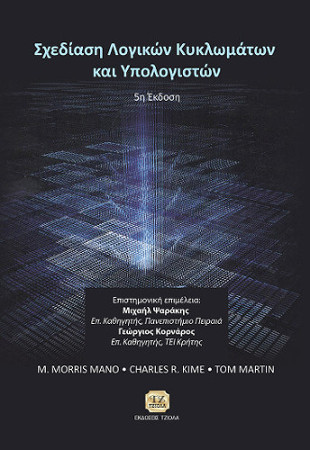 Σχεδίαση Λογικών Κυκλωμάτων
και Υπολογιστών
5η Έκδοση
Επιστημονική επιμέλεια:
Μιχαήλ Ψαράκης
Επ. Καθηγητής, Πανεπιστήμιο Πειραιά
Γεώργιος Κορνάρος
Επ. Καθηγητής, ΤΕΙ Κρήτης
M. MORRIS MANO • CHARLES R. KIME • TOM MARTIN
ΤΖΙΟΛΑ
ΕΚΔΟΣΕΙΣ ΤΖΙΟΛΑ